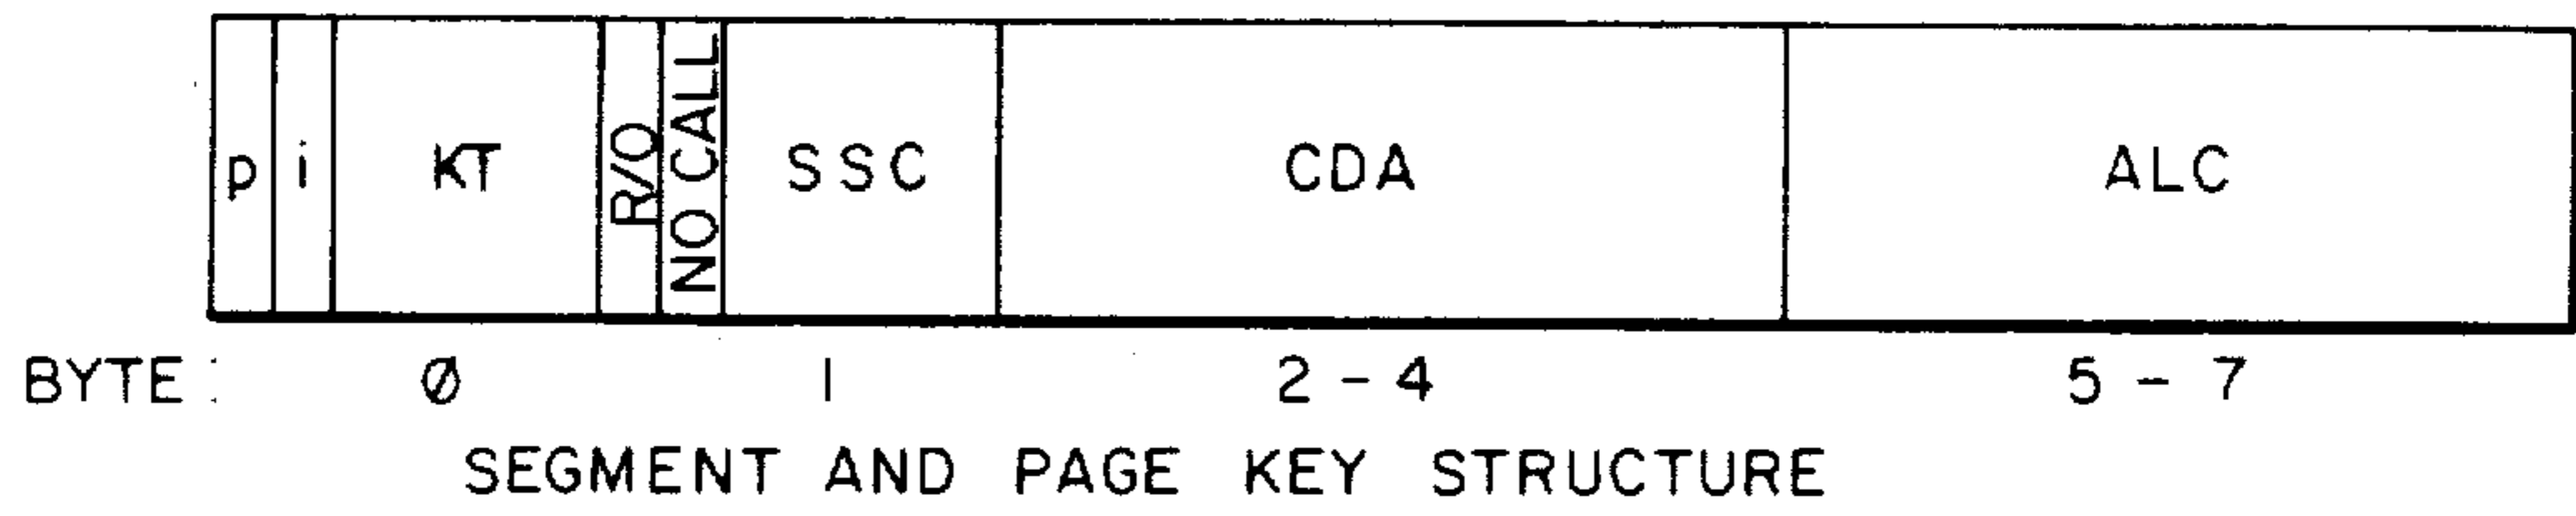 p i KT R/O NO CALL SSC CDA ALC
BYTE: Ø 1 2-4 5-7
SEGMENT AND PAGE KEY STRUCTURE